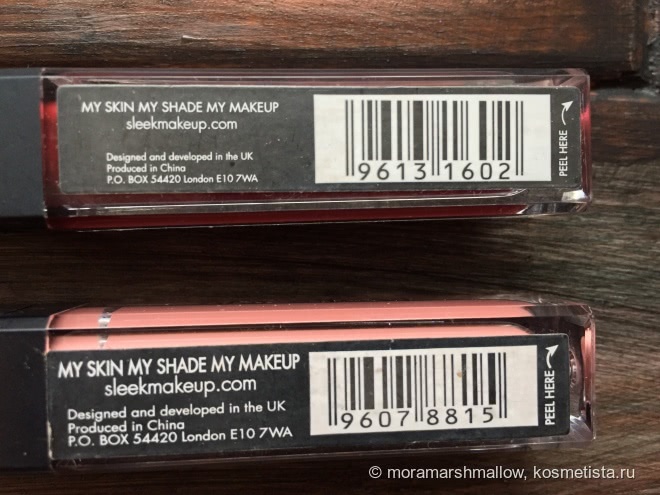 MY SKIN MY SHADE MY MAKEUP
sleekmakeup.com
Designed and developed in the UK
Produced in China
P.O. BOX 54420 London E10 7WA
9613 1602
PEEL HERE
MY SKIN MY SHADE MY MAKEUP
sleekmakeup.com
Designed and developed in the UK
Produced in China
P.O. BOX 54420 London E10 7WA
9607 8815
PEEL HERE
© moramarshmallow, kosmetista.ru